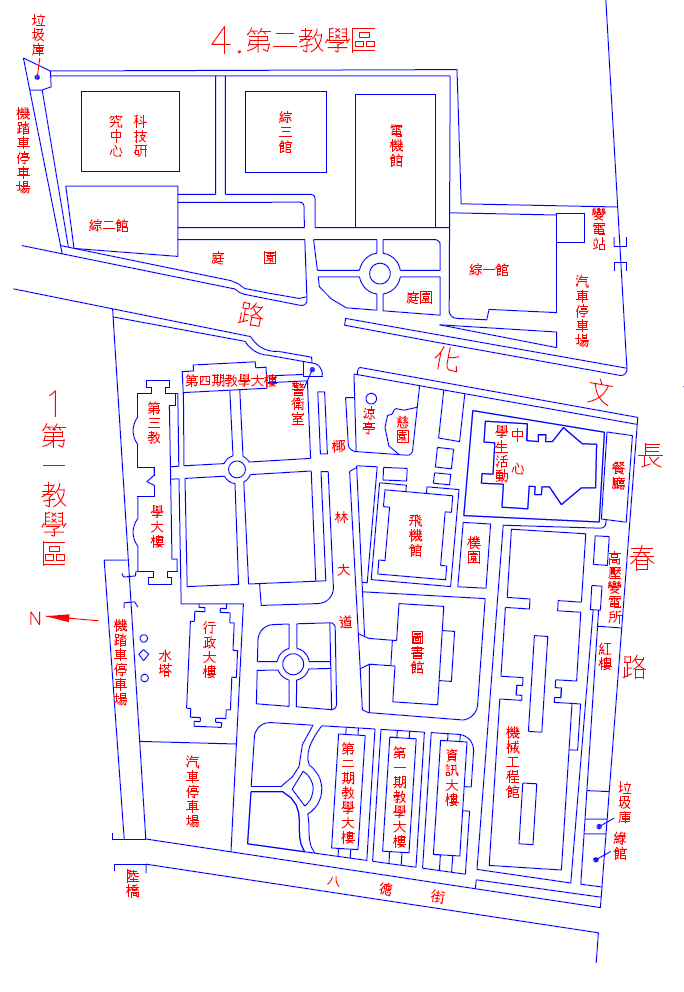 垃圾庫
4.第二教學區
機踏車停車場
科技研究中心
綜三館
電機館
綜二館
庭園
庭園
綜一館
變電站
汽車停車場
路
化
文
1第一教學區
第四期教學大樓
警衛室
第三教
學大樓
涼亭
慈園
學生活動
中心
餐廳
長
春
路
椰
林
大
道
飛機館
樸園
高壓變電所
紅樓
N
機踏車停車場
水塔
行政大樓
圖書館
汽車停車場
第二期教學大樓
第一期教學大樓
資訊大樓
機械工程館
垃圾庫
綠館
陸橋
八
德
街